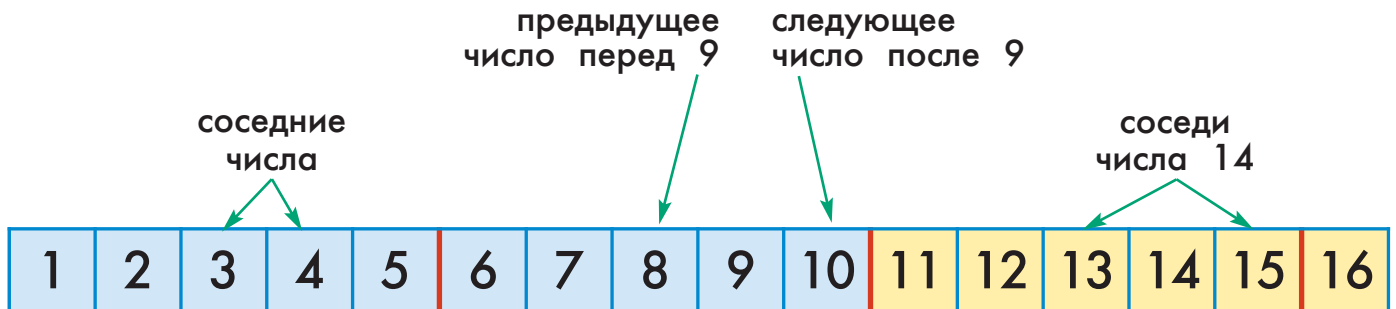 предыдущее
число перед 9
следующее
число после 9
соседние
числа
соседи
числа 14
1 2 3 4 5 6 7 8 9 10 11 12 13 14 15 16